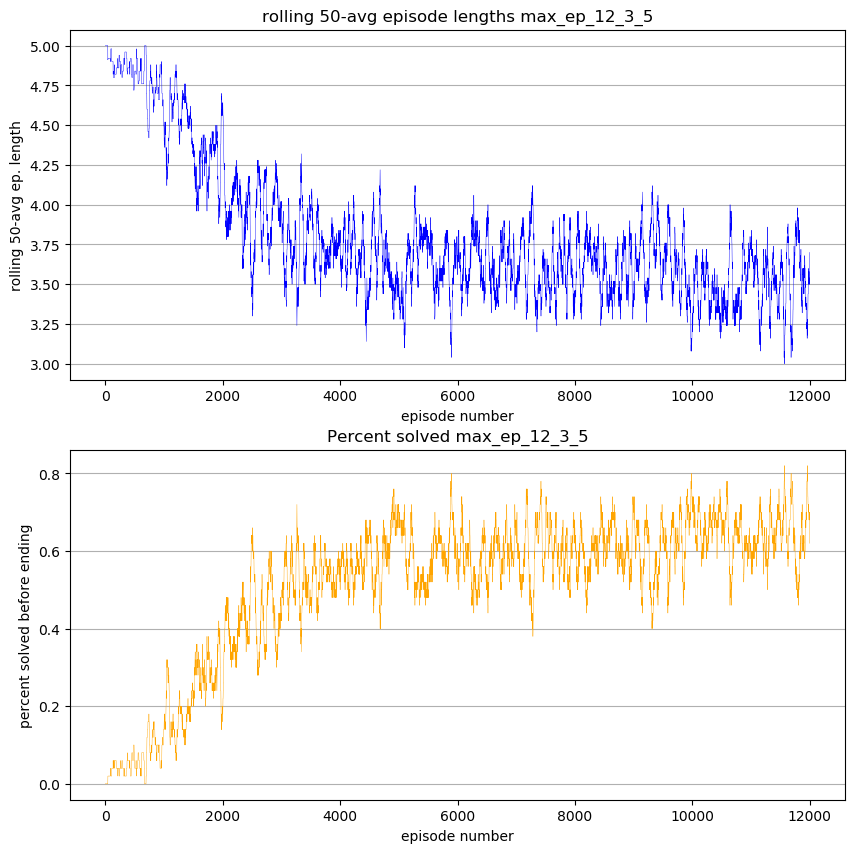 rolling 50-avg episode lengths max_ep_12_3_5
rolling 50-avg ep. length
5.00
4.75
4.50
4.25
4.00
3.75
3.50
3.25
3.00
0 2000 4000 6000 8000 10000 12000
episode number
Percent solved max_ep_12_3_5
percent solved before ending
0.8
0.6
0.4
0.2
0.0
0 2000 4000 6000 8000 10000 12000
episode number